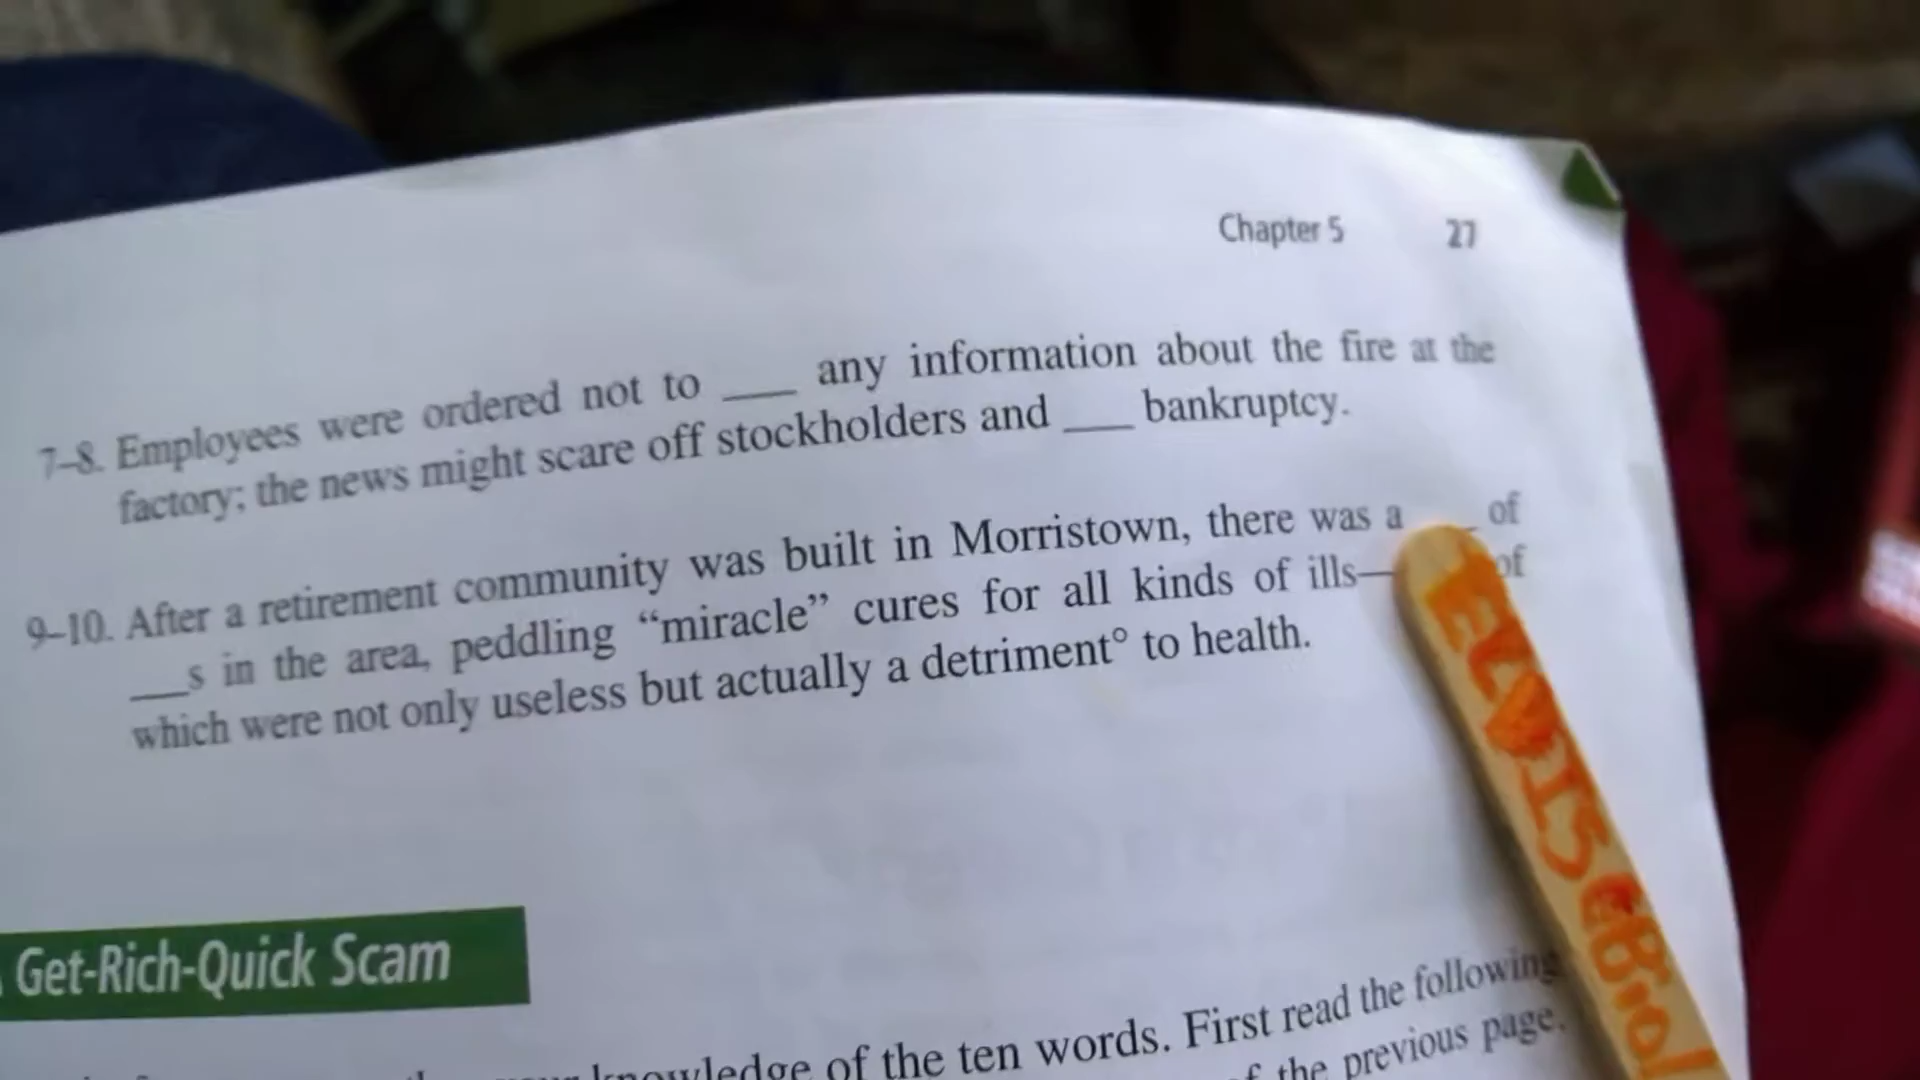 Chapter 5 27
7–8. Employees were ordered not to ___ any information about the fire at the
factory; the news might scare off stockholders and ___ bankruptcy.
9–10. After a retirement community was built in Morristown, there was a ___ of
___s in the area, peddling “miracle” cures for all kinds of ills— of
which were not only useless but actually a detriment° to health.
Get-Rich-Quick Scam
knowledge of the ten words. First read the following
of the previous page.